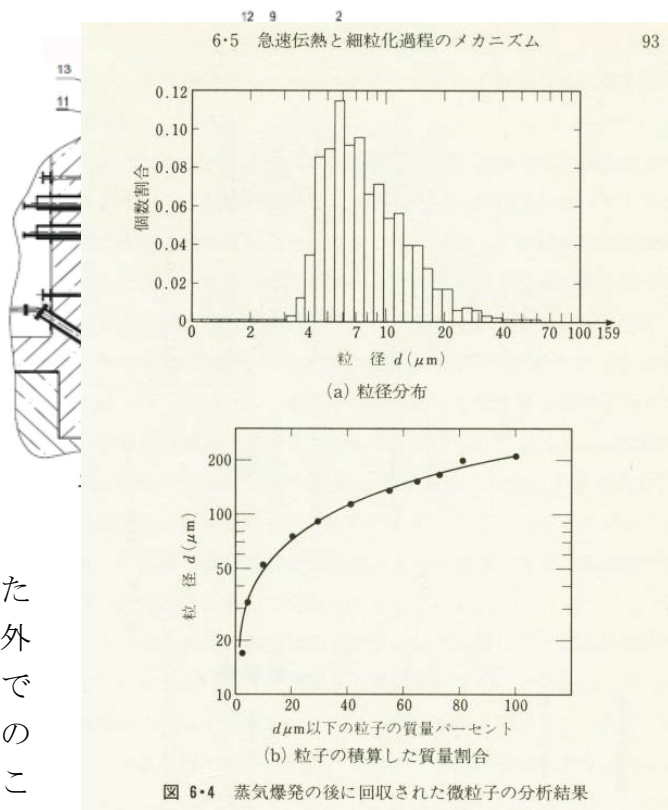 12 9 2
13
11
6・5 急速伝熱と細粒化過程のメカニズム 93
0.12
0.10
0.08
0.06
0.04
0.02
0
個数割合
0 2 4 7 10 20 40 70 100 159
粒 径 d(μm)
(a) 粒径分布
200
100
50
20
10
粒 径 d(μm)
0 20 40 60 80 100
dμm以下の粒子の質量パーセント
(b) 粒子の積算した質量割合
図 6・4 蒸気爆発の後に回収された微粒子の分析結果
た
外
で
の
こ